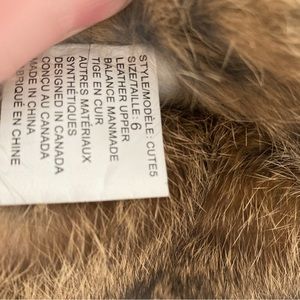 STYLE/MODÈLE: CUTE5
SIZE/TAILLE: 6
LEATHER UPPER
BALANCE MANMADE
TIGE EN CUIR
AUTRES MATÉRIAUX
SYNTHÉTIQUES
DESIGNED IN CANADA
CONÇU AU CANADA
MADE IN CHINA
FABRIQUÉ EN CHINE